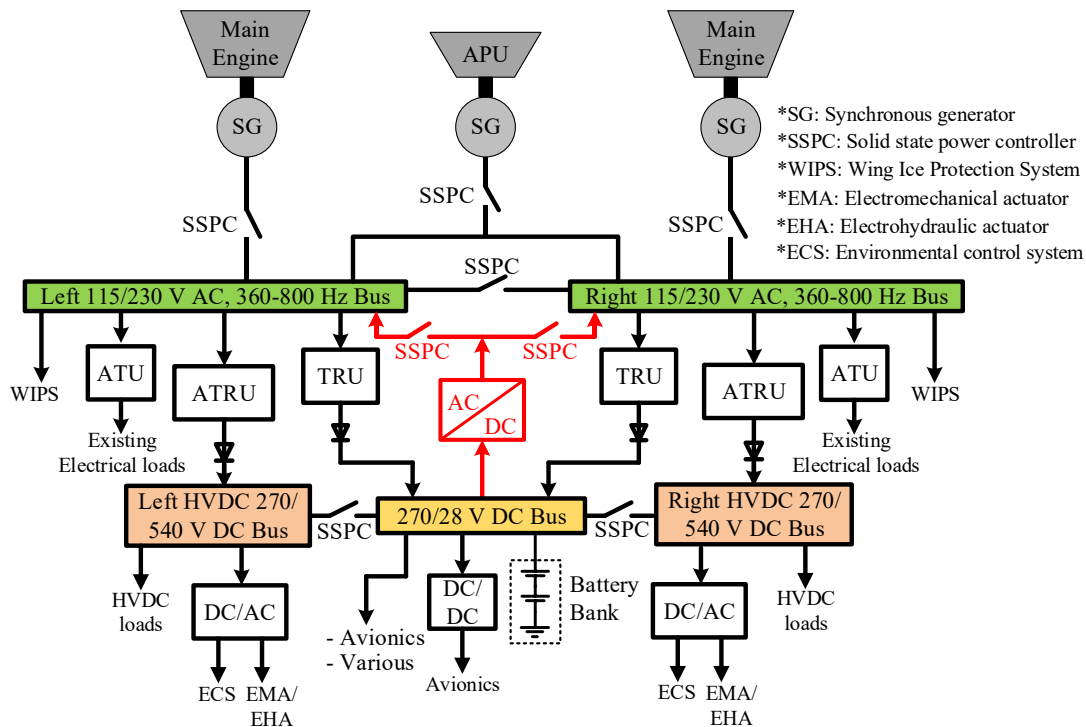 Main
Engine
APU
Main
Engine
SG
SG
SG
*SG: Synchronous generator
*SSPC: Solid state power controller
*WIPS: Wing Ice Protection System
*EMA: Electromechanical actuator
*EHA: Electrohydraulic actuator
*ECS: Environmental control system
SSPC
SSPC
SSPC
SSPC
Left 115/230 V AC, 360-800 Hz Bus
Right 115/230 V AC, 360-800 Hz Bus
SSPC
SSPC
WIPS
ATU
ATRU
TRU
AC
DC
TRU
ATRU
ATU
WIPS
Existing
Electrical loads
Existing
Electrical loads
Left HVDC 270/
540 V DC Bus
SSPC
270/28 V DC Bus
SSPC
Right HVDC 270/
540 V DC Bus
HVDC
loads
DC/AC
- Avionics
- Various
DC/
DC
Avionics
Battery
Bank
DC/AC
HVDC
loads
ECS
EMA/
EHA
ECS
EMA/
EHA